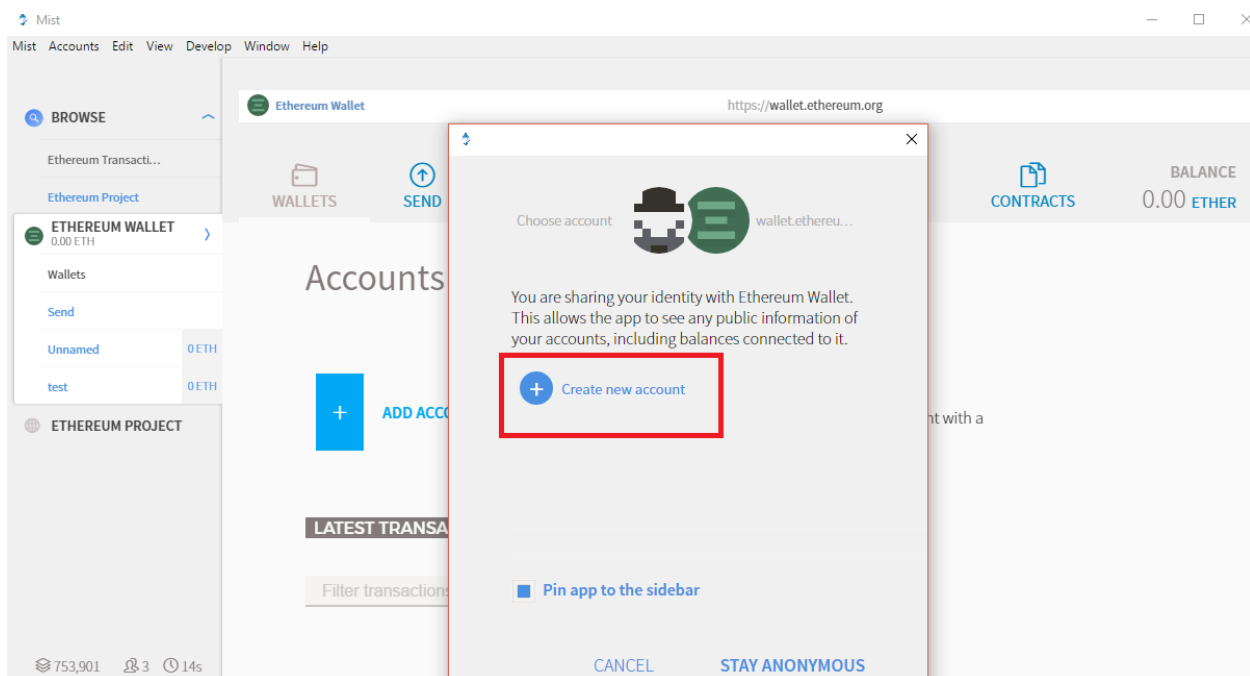 Mist
Mist Accounts Edit View Develop Window Help
BROWSE
Ethereum Transacti...
Ethereum Project
ETHEREUM WALLET
0.00 ETH
Wallets
Send
Unnamed 0 ETH
test 0 ETH
ETHEREUM PROJECT
753,901 3 14s
Ethereum Wallet https://wallet.ethereum.org
WALLETS SEND CONTRACTS
BALANCE
0.00 ETHER
Accounts
ADD ACCO
nt with a
LATEST TRANSA
Filter transactions
Choose account wallet.ethereu...
You are sharing your identity with Ethereum Wallet.
This allows the app to see any public information of
your accounts, including balances connected to it.
Create new account
Pin app to the sidebar
CANCEL STAY ANONYMOUS